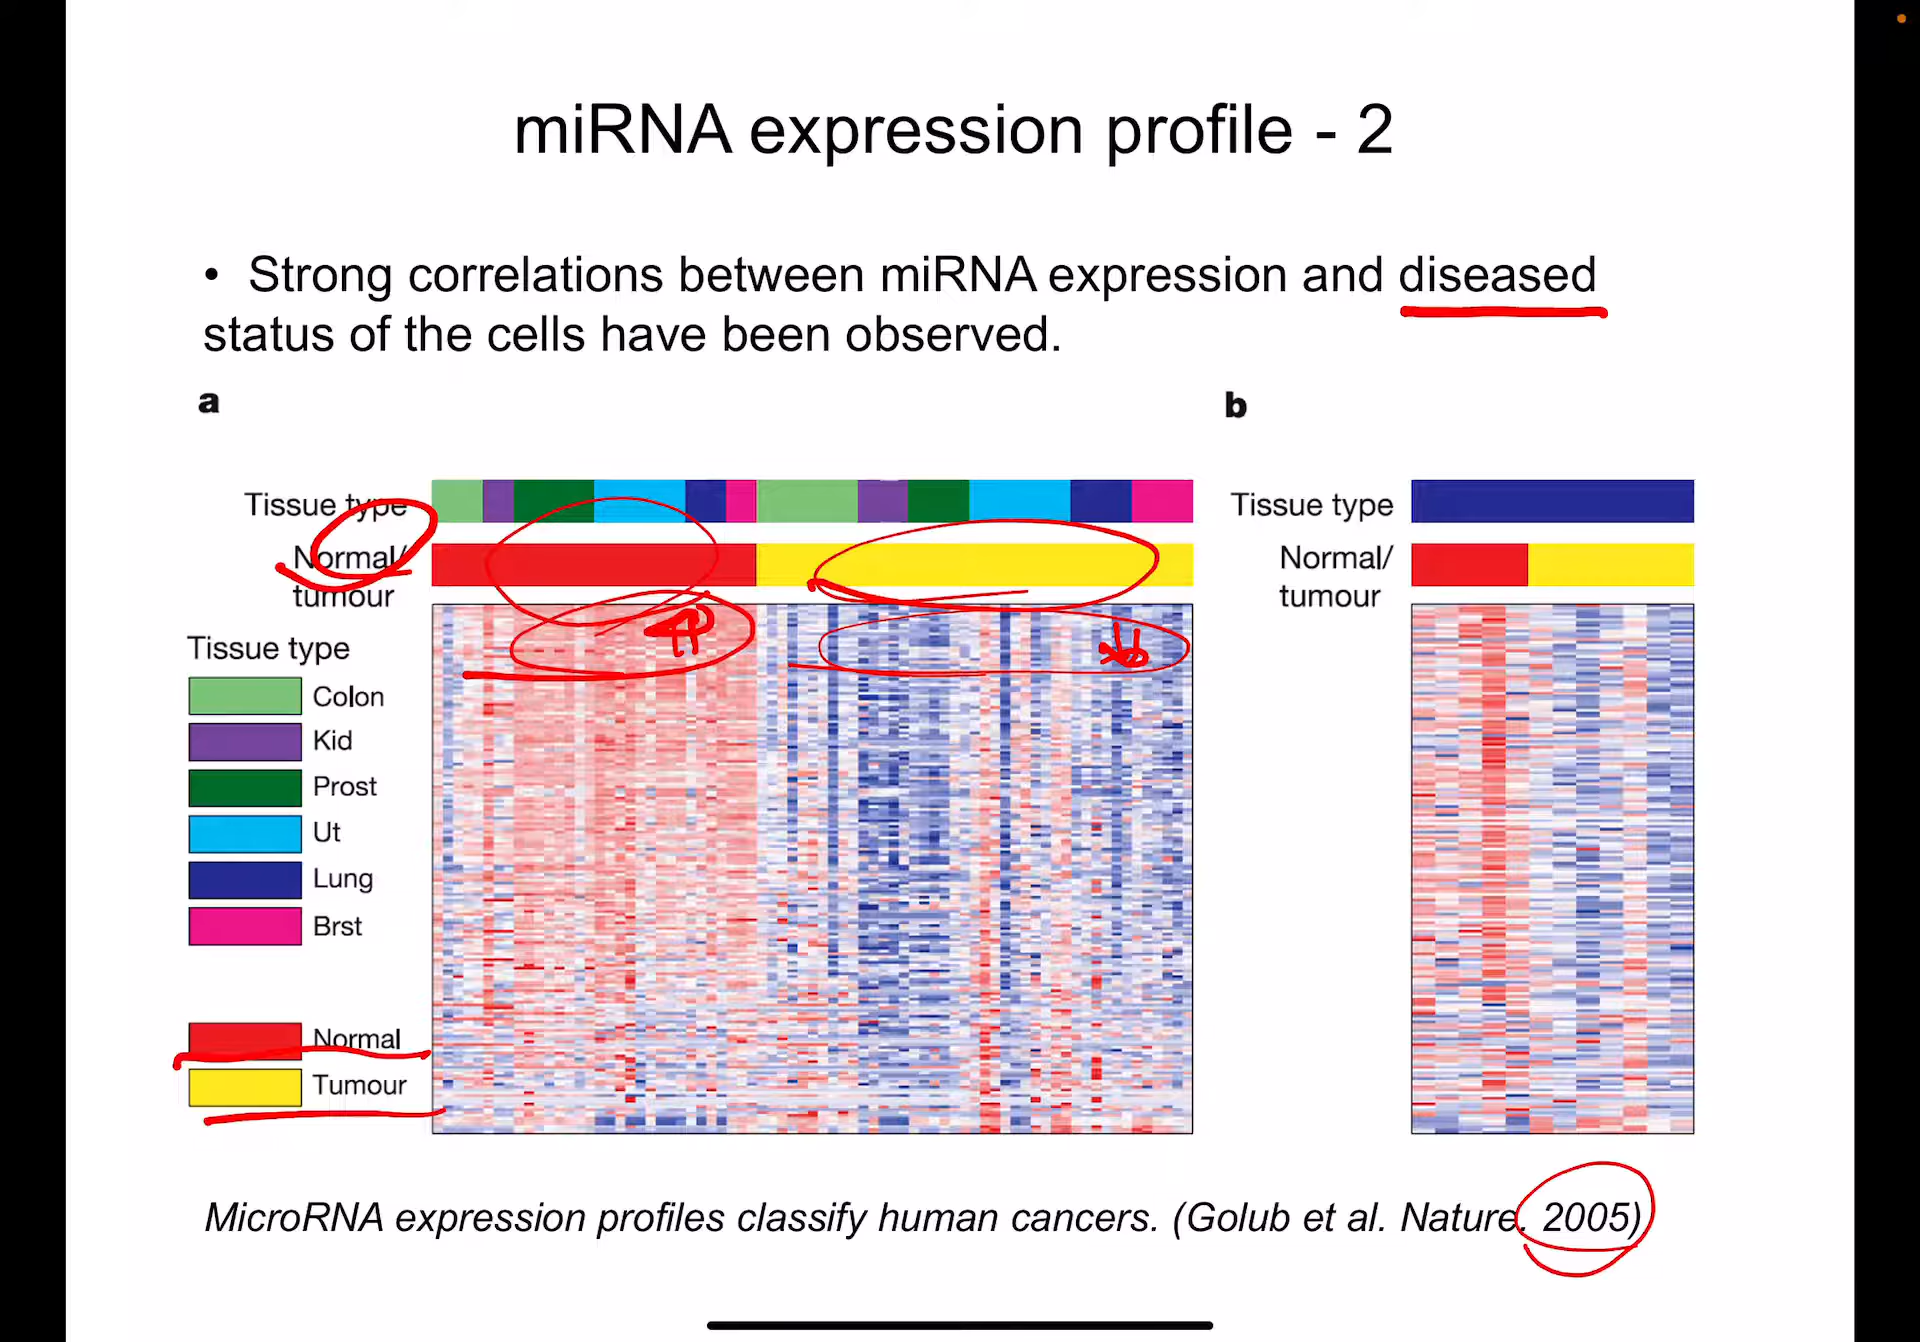 miRNA expression profile - 2
• Strong correlations between miRNA expression and diseased
status of the cells have been observed.
a
b
Tissue type
Normal/
tumour
Tissue type
Colon
Kid
Prost
Ut
Lung
Brst
Normal
Tumour
Tissue type
Normal/
tumour
MicroRNA expression profiles classify human cancers. (Golub et al. Nature, 2005)